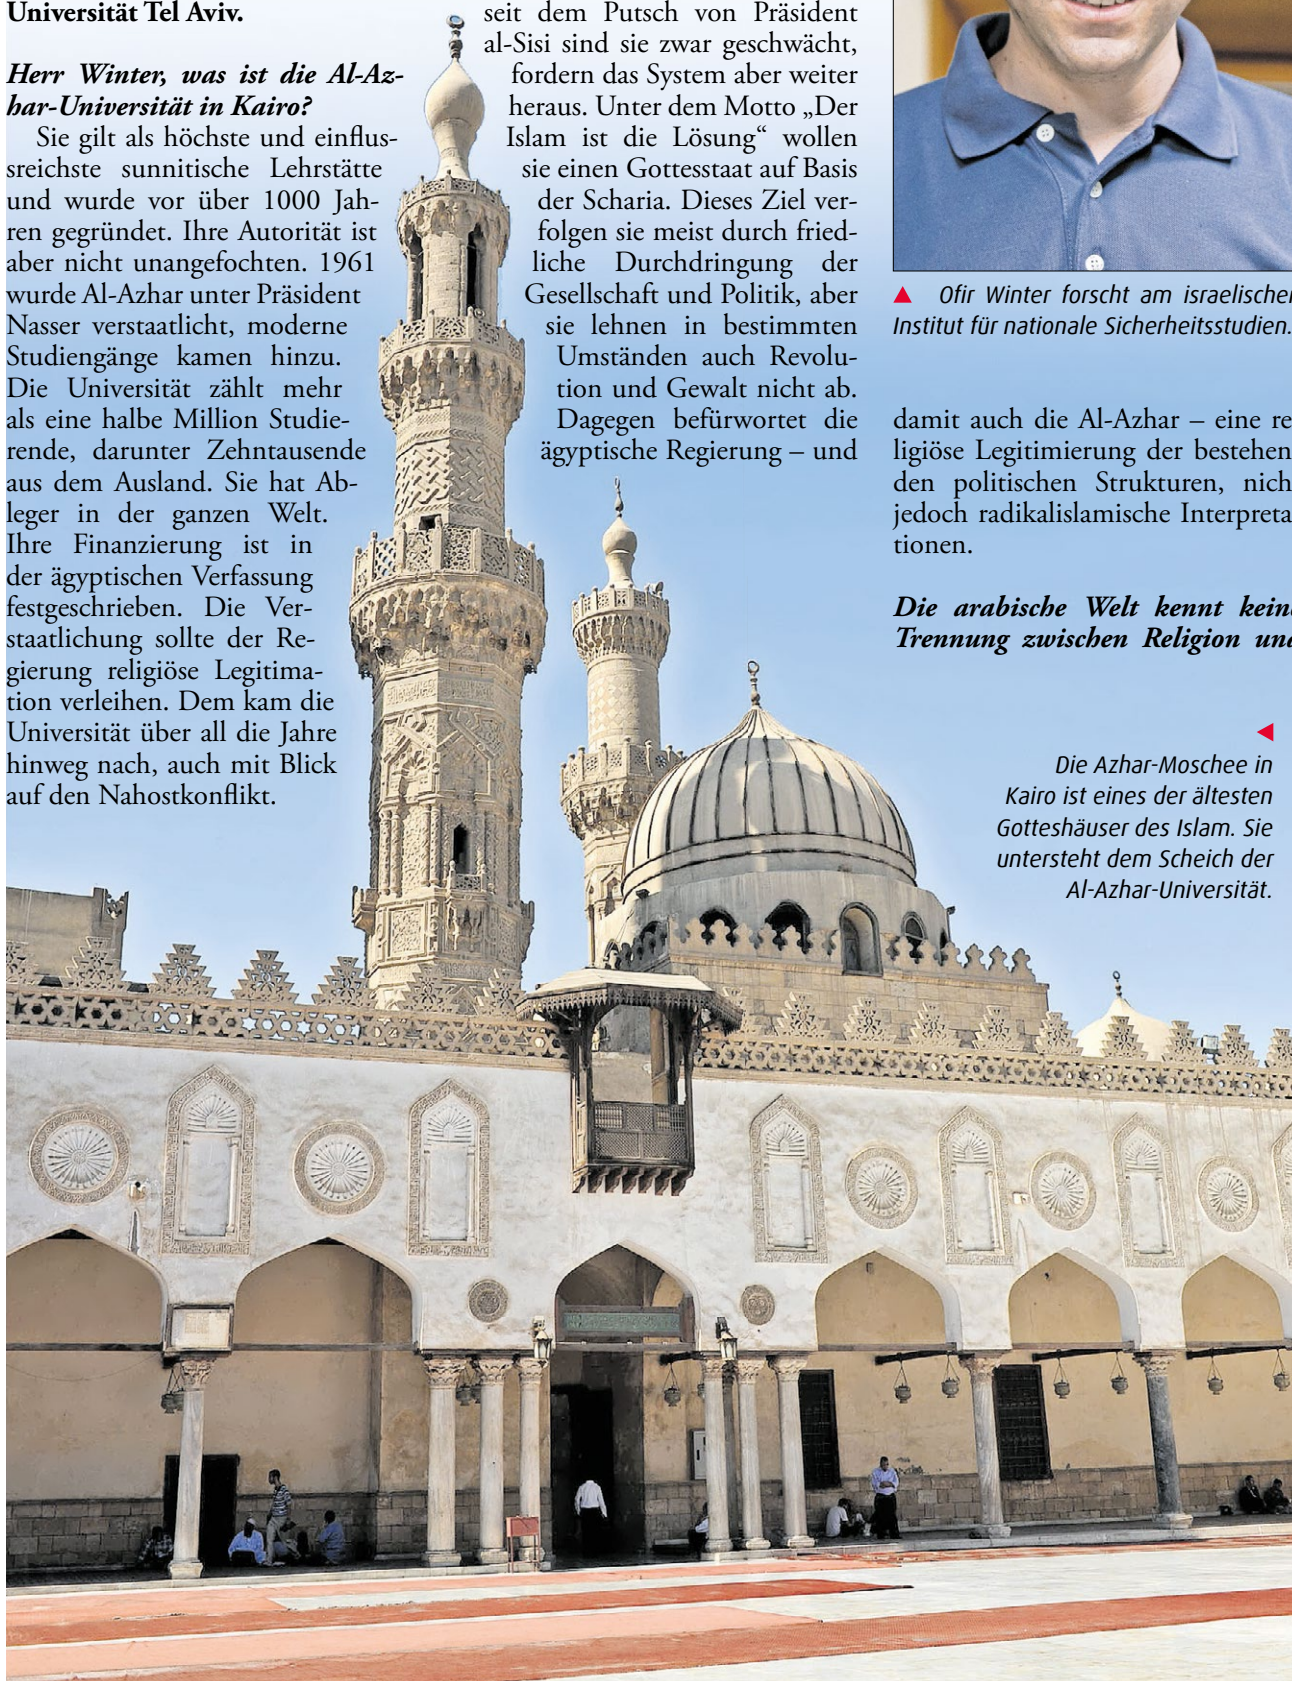 Universität Tel Aviv.
Herr Winter, was ist die Al-Az-
har-Universität in Kairo?
Sie gilt als höchste und einflus-
sreichste sunnitische Lehrstätte
und wurde vor über 1000 Jah-
ren gegründet. Ihre Autorität ist
aber nicht unangefochten. 1961
wurde Al-Azhar unter Präsident
Nasser verstaatlicht, moderne
Studiengänge kamen hinzu.
Die Universität zählt mehr
als eine halbe Million Studie-
rende, darunter Zehntausende
aus dem Ausland. Sie hat Ab-
leger in der ganzen Welt.
Ihre Finanzierung ist in
der ägyptischen Verfassung
festgeschrieben. Die Ver-
staatlichung sollte der Re-
gierung religiöse Legitima-
tion verleihen. Dem kam die
Universität über all die Jahre
hinweg nach, auch mit Blick
auf den Nahostkonflikt.
seit dem Putsch von Präsident
al-Sisi sind sie zwar geschwächt,
fordern das System aber weiter
heraus. Unter dem Motto „Der
Islam ist die Lösung“ wollen
sie einen Gottesstaat auf Basis
der Scharia. Dieses Ziel ver-
folgen sie meist durch fried-
liche Durchdringung der
Gesellschaft und Politik, aber
sie lehnen in bestimmten
Umständen auch Revolu-
tion und Gewalt nicht ab.
Dagegen befürwortet die
ägyptische Regierung – und
▲ Ofir Winter forscht am israelischen
Institut für nationale Sicherheitsstudien.
damit auch die Al-Azhar – eine re
ligiöse Legitimierung der bestehen
den politischen Strukturen, nich
jedoch radikalislamische Interpreta
tionen.
Die arabische Welt kennt keine
Trennung zwischen Religion und
◀
Die Azhar-Moschee in
Kairo ist eines der ältesten
Gotteshäuser des Islam. Sie
untersteht dem Scheich der
Al-Azhar-Universität.